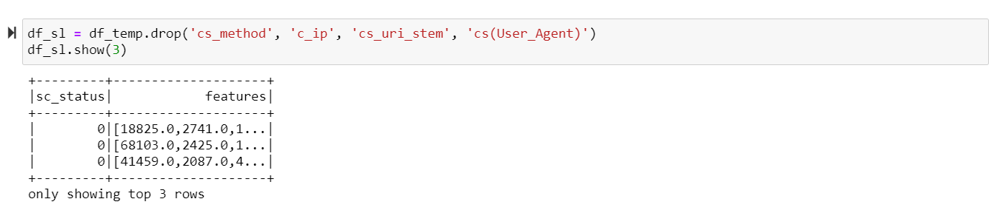 df_sl = df_temp.drop('cs_method', 'c_ip', 'cs_uri_stem', 'cs(User_Agent)')
df_sl.show(3)
+---------+--------------------+
|sc_status|            features|
+---------+--------------------+
|        0|[18825.0,2741.0,1...|
|        0|[68103.0,2425.0,1...|
|        0|[41459.0,2087.0,4...|
+---------+--------------------+
only showing top 3 rows